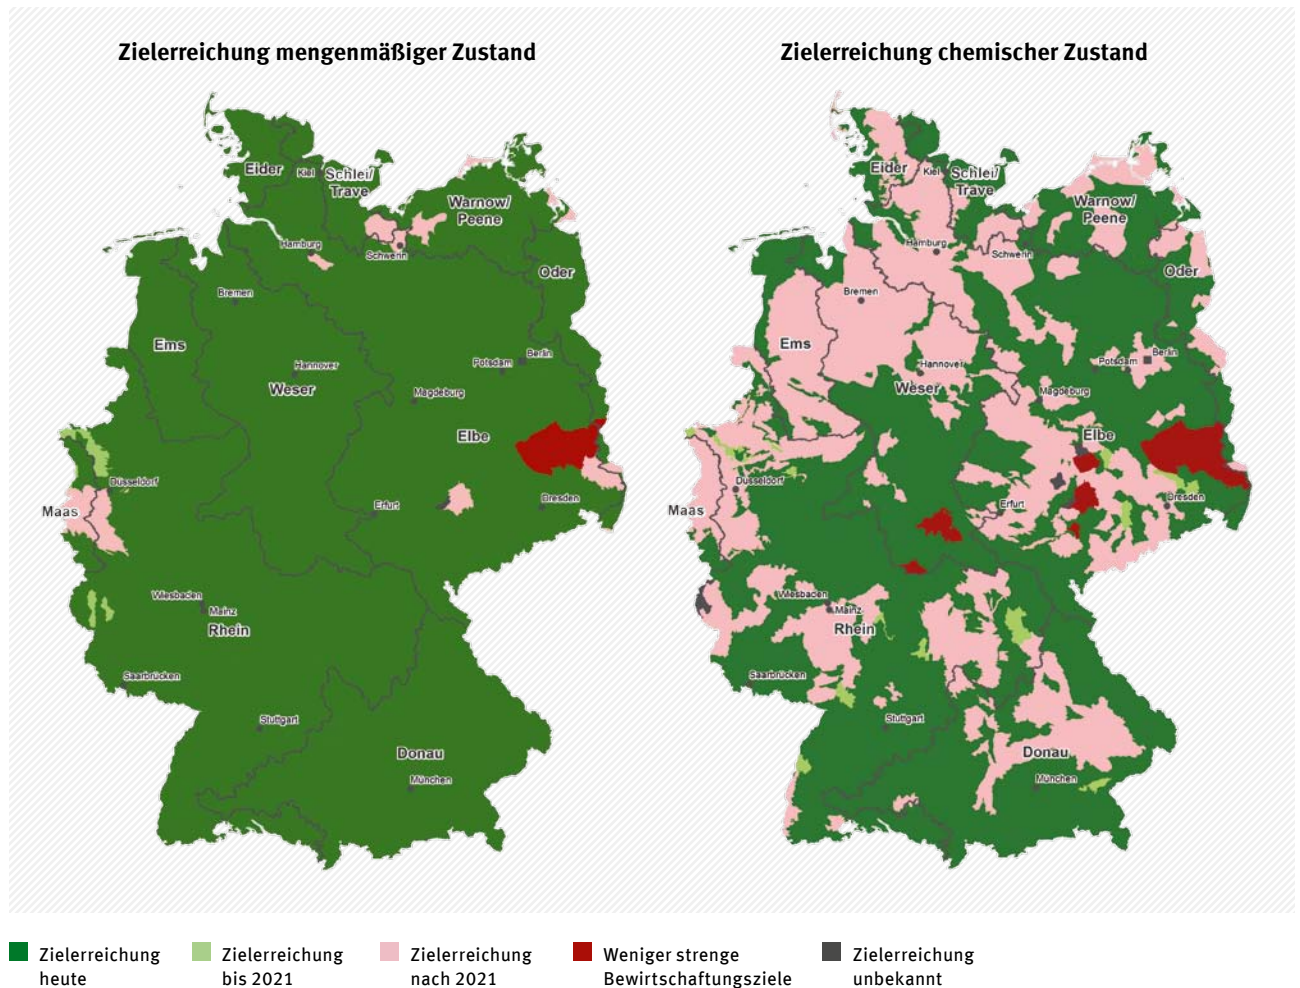 Zielerreichung mengenmäßiger Zustand
Eider
Kiel
Schlei/
Trave
Warnow/
Peene
Hamburg
Schwerin
Oder
Bremen
Ems
Hannover
Weser
Potsdam
Berlin
Magdeburg
Elbe
Düsseldorf
Maas
Erfurt
Dresden
Wiesbaden
Mainz
Rhein
Saarbrücken
Stuttgart
Donau
München
Zielerreichung chemischer Zustand
Eider
Kiel
Schlei/
Trave
Warnow/
Peene
Hamburg
Schwerin
Oder
Bremen
Ems
Hannover
Weser
Potsdam
Berlin
Magdeburg
Elbe
Düsseldorf
Maas
Erfurt
Dresden
Wiesbaden
Mainz
Rhein
Saarbrücken
Stuttgart
Donau
München
Zielerreichung
heute
Zielerreichung
bis 2021
Zielerreichung
nach 2021
Weniger strenge
Bewirtschaftungsziele
Zielerreichung
unbekannt